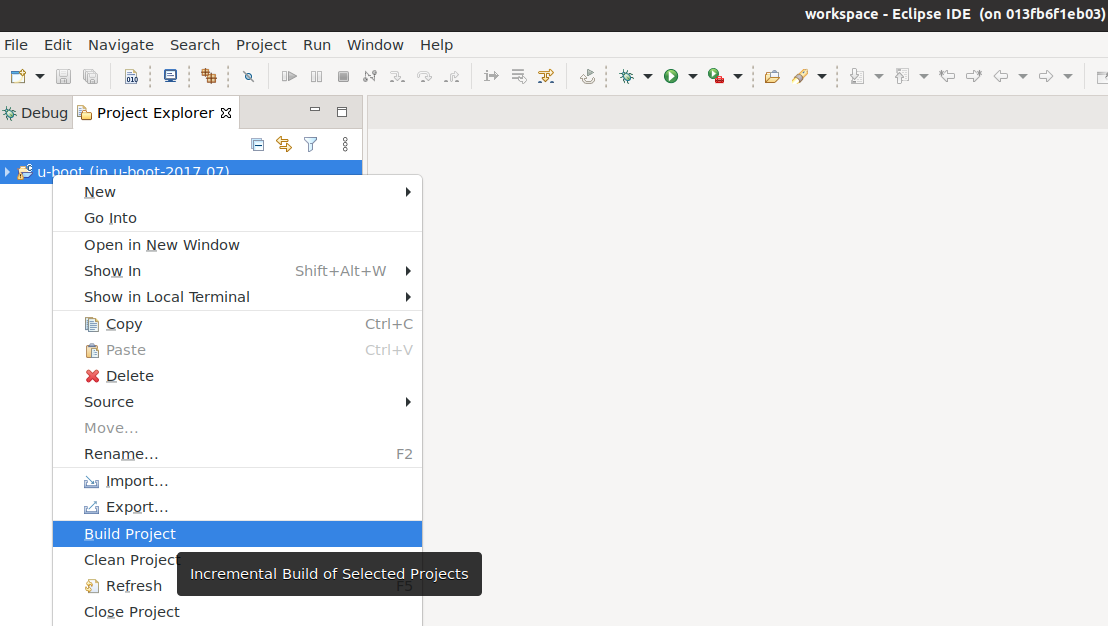 workspace - Eclipse IDE (on 013fb6f1eb03)
File Edit Navigate Search Project Run Window Help
010
Debug Project Explorer
u-boot (in u-boot-2017.07)
New
Go Into
Open in New Window
Show In Shift+Alt+W
Show in Local Terminal
Copy Ctrl+C
Paste Ctrl+V
Delete
Source
Move...
Rename... F2
Import...
Export...
Build Project
Clean Project
Incremental Build of Selected Projects
Refresh F5
Close Project